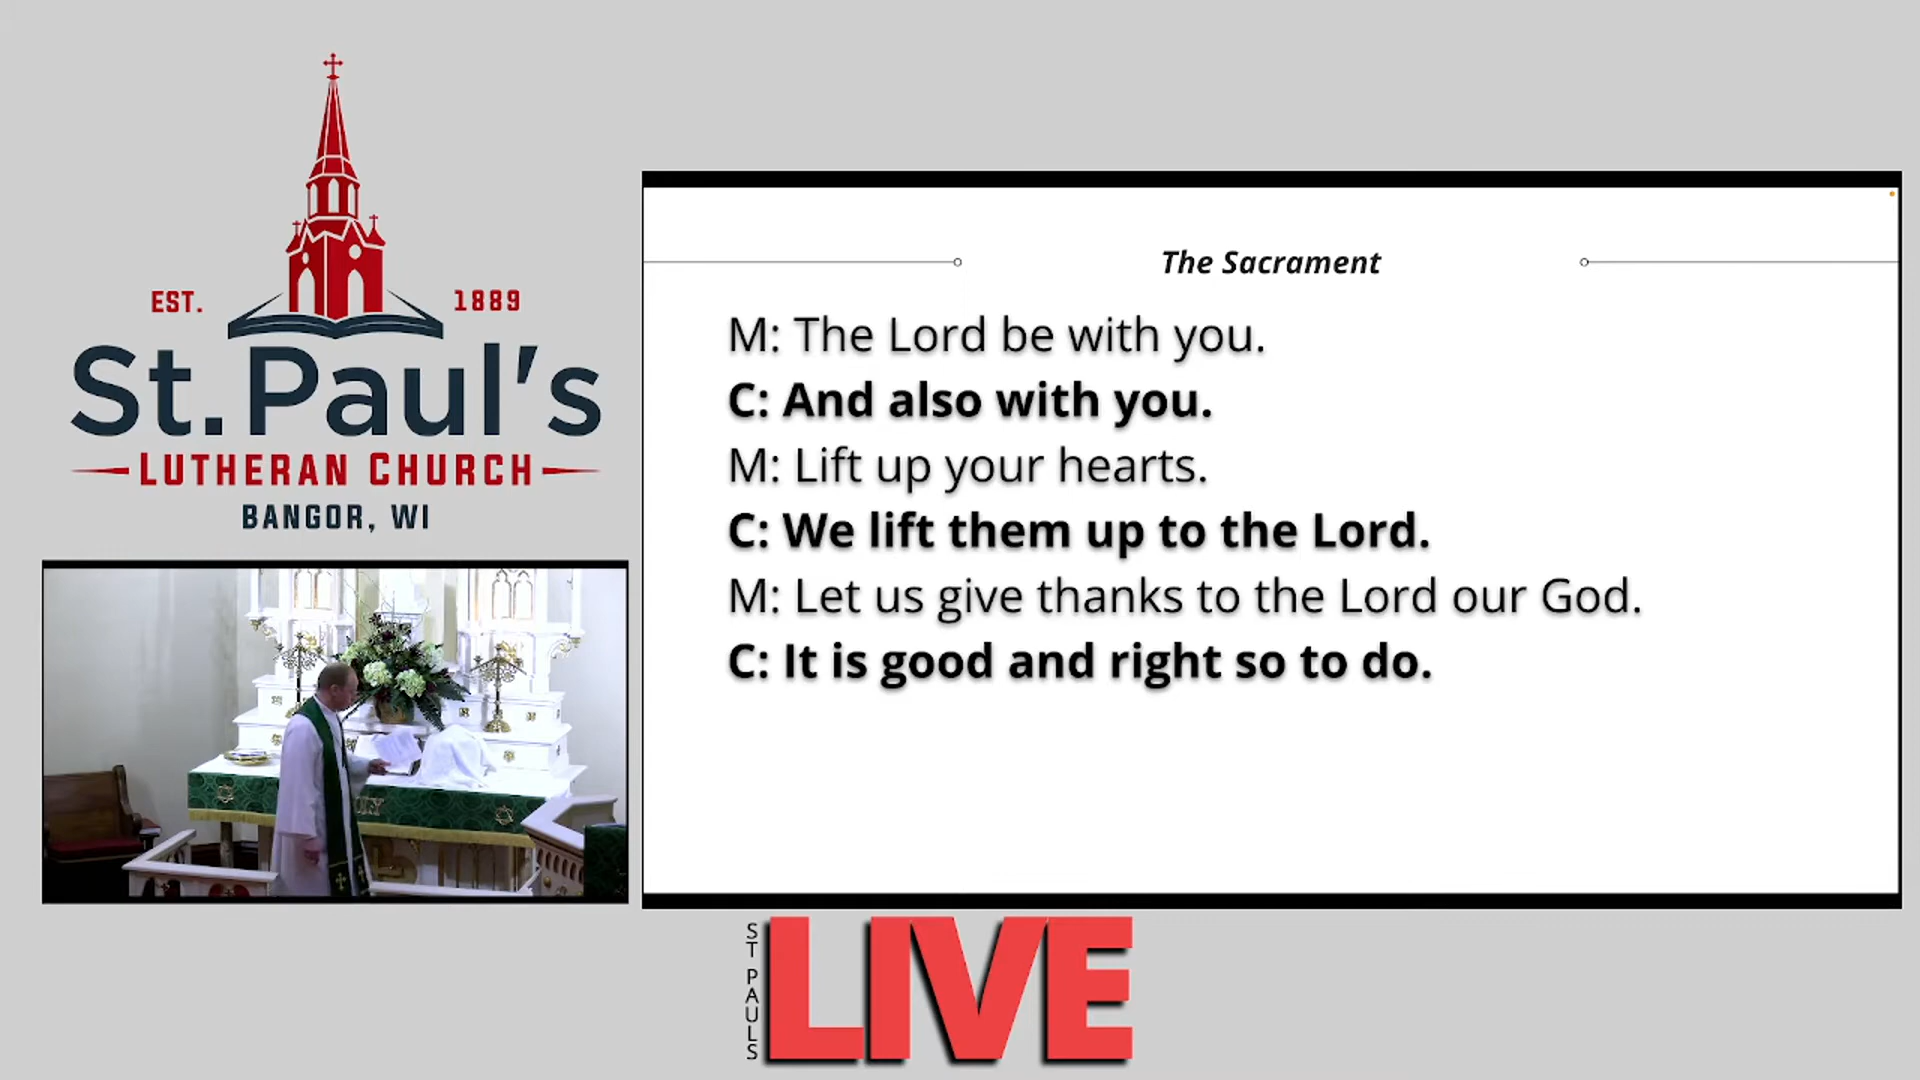 EST. 1889
St. Paul's
LUTHERAN CHURCH
BANGOR, WI
The Sacrament
M: The Lord be with you.
C: And also with you.
M: Lift up your hearts.
C: We lift them up to the Lord.
M: Let us give thanks to the Lord our God.
C: It is good and right so to do.
ST PAULS
LIVE